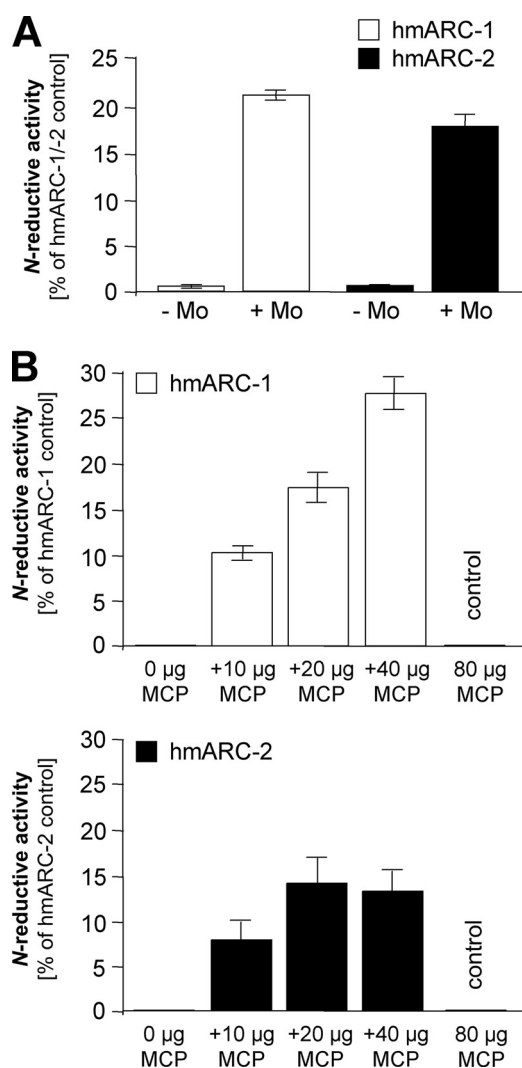 A
hmARC-1
hmARC-2
N-reductive activity
[% of hmARC-1/-2 control]
25
20
15
10
5
0
- Mo
+ Mo
- Mo
+ Mo
B
hmARC-1
N-reductive activity
[% of hmARC-1 control]
30
25
20
15
10
5
0
control
0 µg +10 µg +20 µg +40 µg 80 µg
MCP MCP MCP MCP MCP
hmARC-2
N-reductive activity
[% of hmARC-2 control]
30
25
20
15
10
5
0
control
0 µg +10 µg +20 µg +40 µg 80 µg
MCP MCP MCP MCP MCP